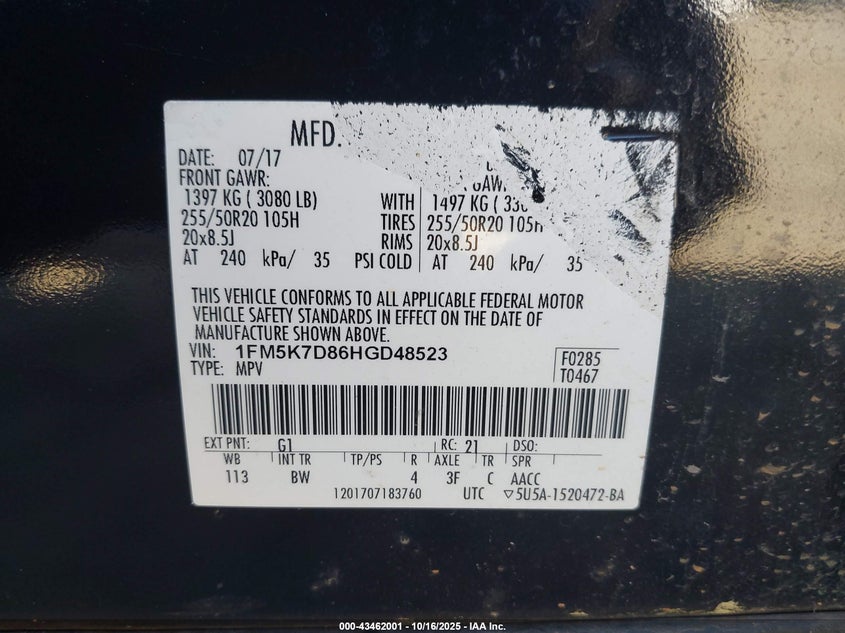 MFD.
DATE: 07/17
FRONT GAWR: GAWR
1397 KG ( 3080 LB) WITH 1497 KG (
255/50R20 105H TIRES 255/50R20 105H
20x8.5J RIMS 20x8.5J
AT 240 kPa/ 35 PSI COLD AT 240 kPa/ 35
THIS VEHICLE CONFORMS TO ALL APPLICABLE FEDERAL MOTOR
VEHICLE SAFETY STANDARDS IN EFFECT ON THE DATE OF
MANUFACTURE SHOWN ABOVE.
VIN: 1FM5K7D86HGD48523 F0285
TYPE: MPV T0467
EXT PNT: G1 RC: 21 DSO:
WB INT TR TP/PS R AXLE TR SPR
113 BW 4 3F C AACC
1201707183760 UTC ▽5U5A-1520472-BA
000-43462001 - 10/16/2025 - IAA Inc.